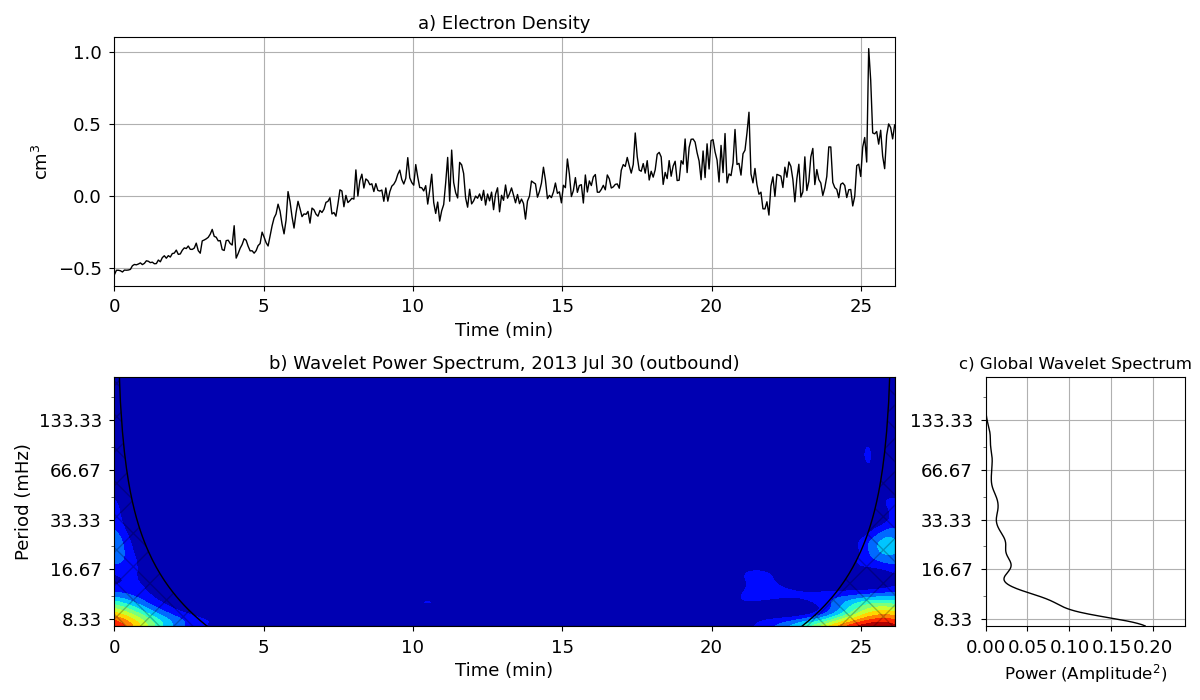 a) Electron Density
1.0
0.5
0.0
−0.5
cm³
0 5 10 15 20 25
Time (min)
b) Wavelet Power Spectrum, 2013 Jul 30 (outbound)
133.33
66.67
33.33
16.67
8.33
Period (mHz)
0 5 10 15 20 25
Time (min)
c) Global Wavelet Spectrum
133.33
66.67
33.33
16.67
8.33
0.00 0.05 0.10 0.15 0.20
Power (Amplitude²)